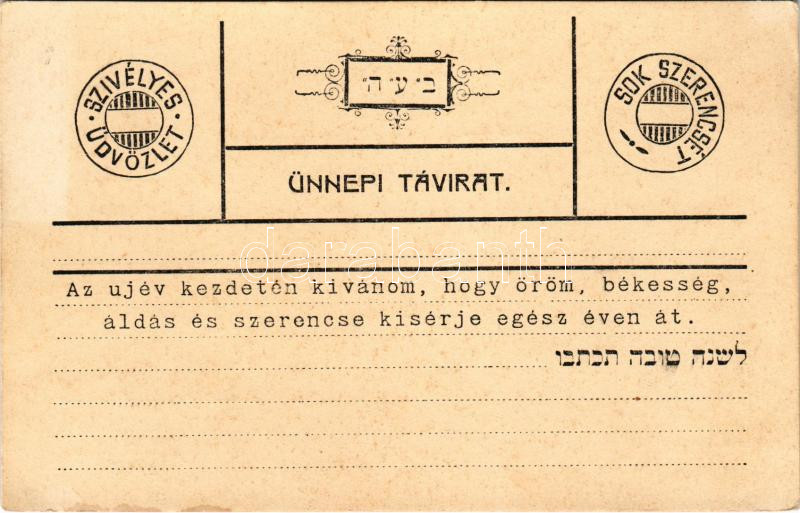 SZIVÉLYES ÜDVÖZLET
ב״ע״ה״
SOK SZERENCSÉT !
ÜNNEPI TÁVIRAT.
darabanth
Az ujév kezdetén kivánom, hogy öröm, békesség,
áldás és szerencse kisérje egész éven át.
לשנה טובה תכתבו